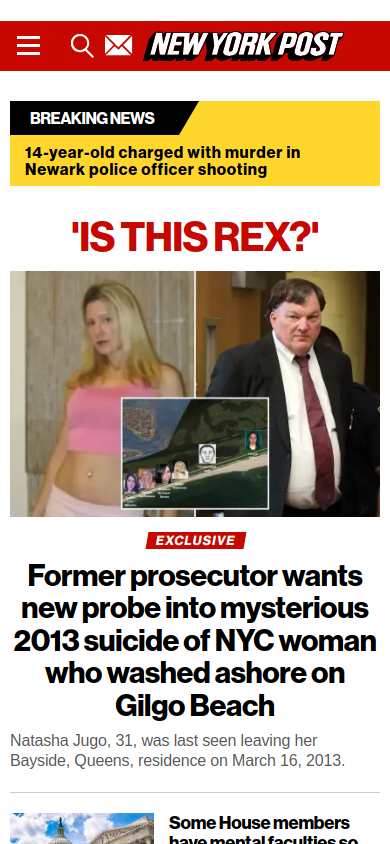 NEW YORK POST
BREAKING NEWS
14-year-old charged with murder in
Newark police officer shooting
'IS THIS REX?'
EXCLUSIVE
Former prosecutor wants
new probe into mysterious
2013 suicide of NYC woman
who washed ashore on
Gilgo Beach
Natasha Jugo, 31, was last seen leaving her
Bayside, Queens, residence on March 16, 2013.
Some House members
have mental faculties so